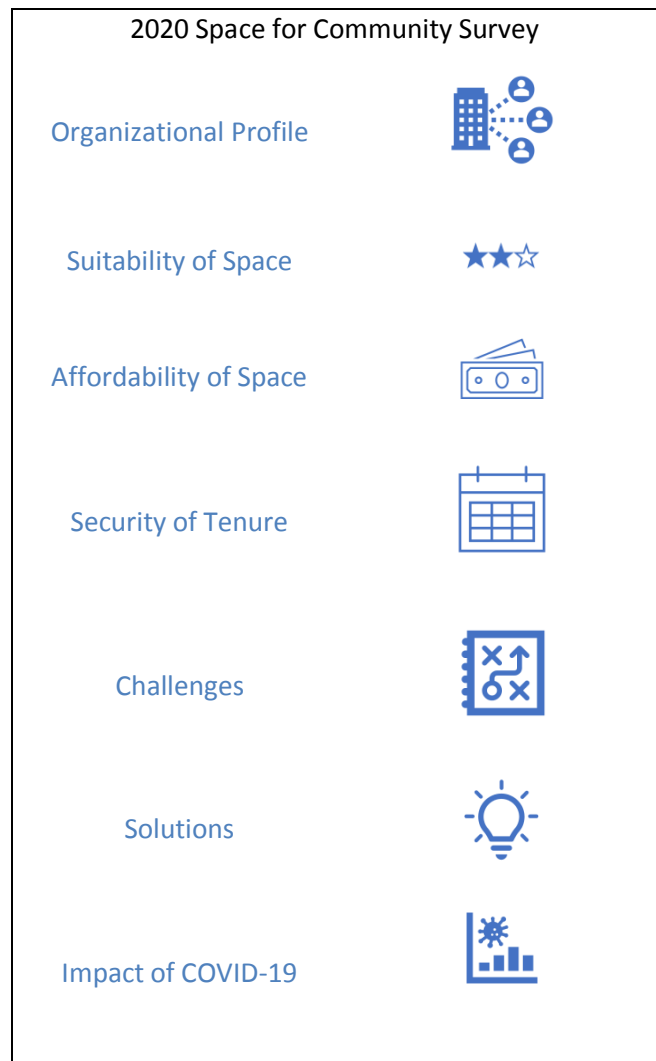 2020 Space for Community Survey
Organizational Profile
Suitability of Space
Affordability of Space
Security of Tenure
Challenges
Solutions
Impact of COVID-19